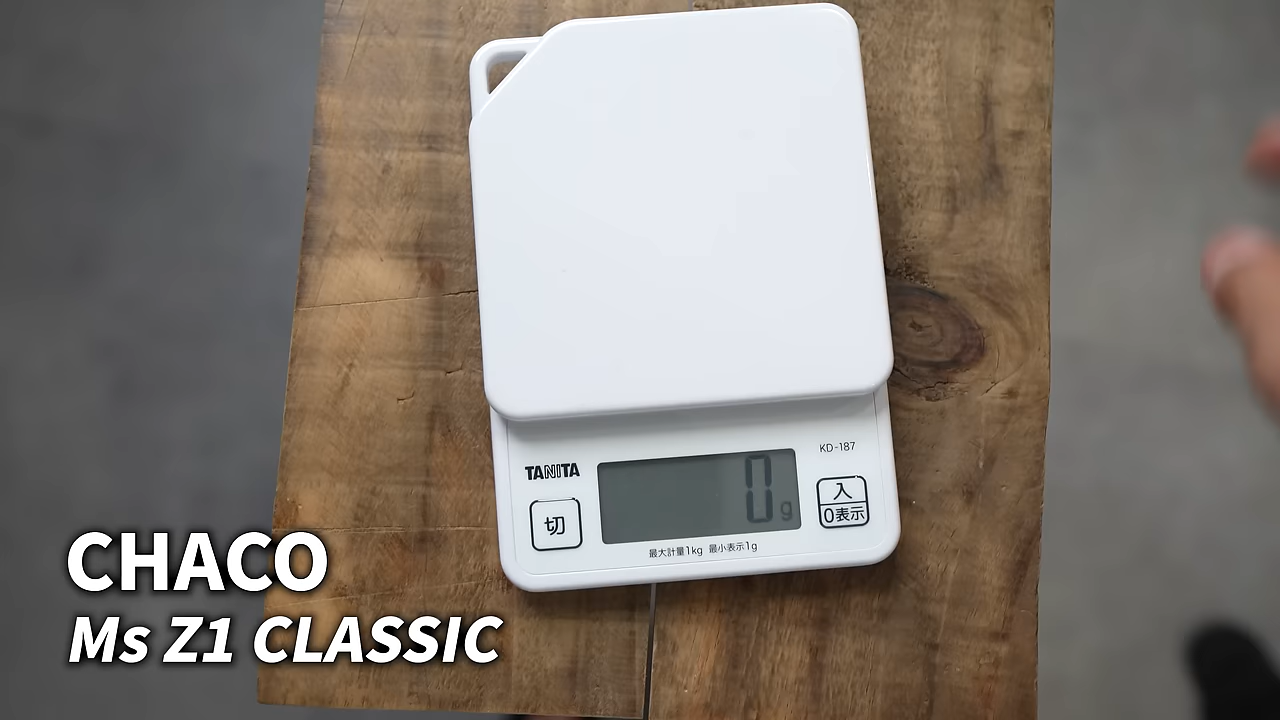 KD-187
TANITA
0g
切
入
0表示
最大計量1kg 最小表示1g
CHACO
Ms Z1 CLASSIC